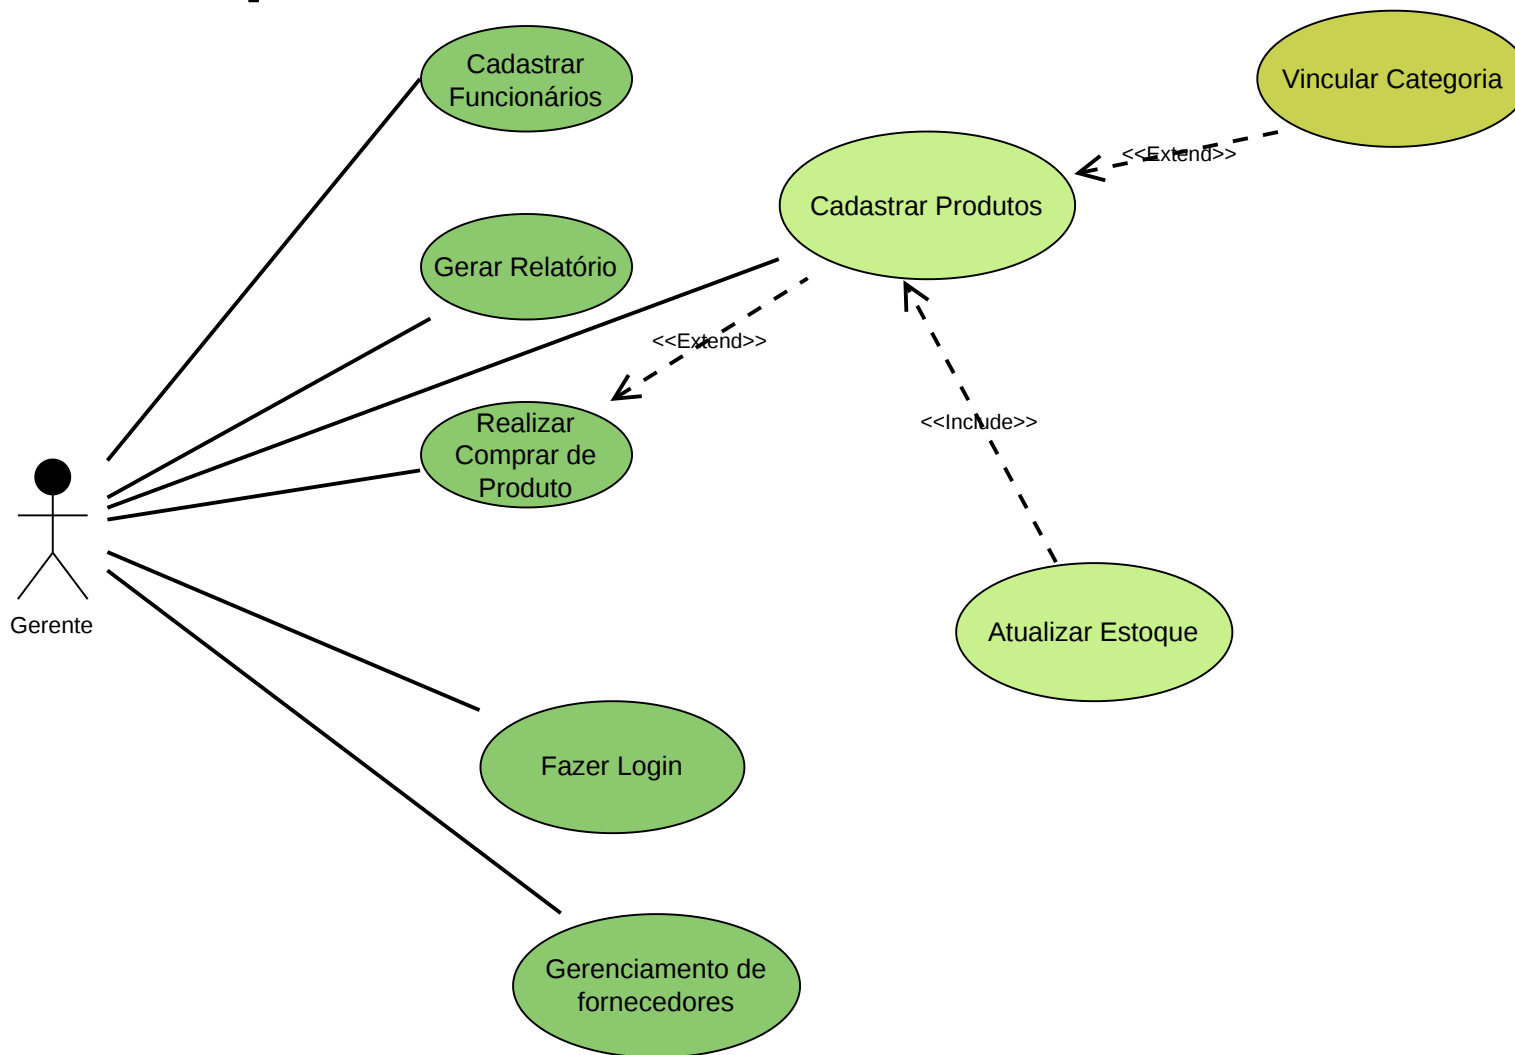 Cadastrar
Funcionários
Vincular Categoria
<<Extend>>
Cadastrar Produtos
Gerar Relatório
<<Extend>>
Realizar
Comprar de
Produto
<<Include>>
Gerente
Atualizar Estoque
Fazer Login
Gerenciamento de
fornecedores